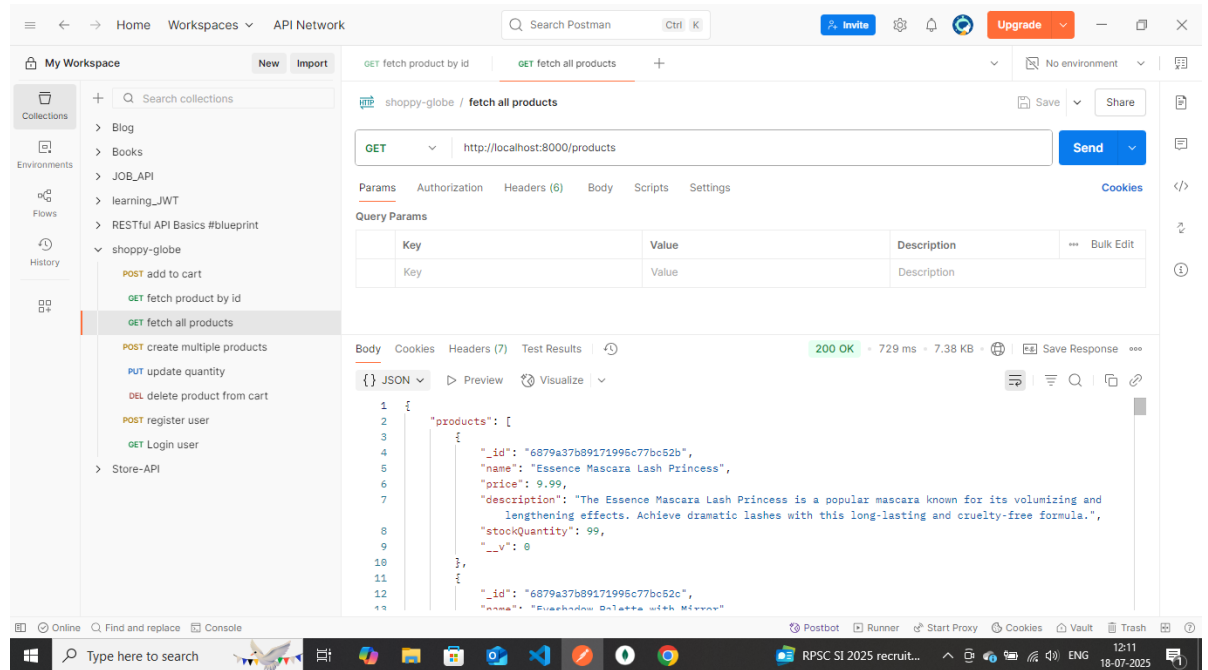 Home Workspaces API Network Search Postman Ctrl K Invite Upgrade
My Workspace New Import GET fetch product by id GET fetch all products No environment
Collections
Environments
Flows
History
Search collections
Blog
Books
JOB_API
learning_JWT
RESTful API Basics #blueprint
shoppy-globe
POST add to cart
GET fetch product by id
GET fetch all products
POST create multiple products
PUT update quantity
DEL delete product from cart
POST register user
GET Login user
Store-API
HTTP shoppy-globe / fetch all products Save Share
GET http://localhost:8000/products Send
Params Authorization Headers (6) Body Scripts Settings Cookies
Query Params
Key Value Description Bulk Edit
Key Value Description
Body Cookies Headers (7) Test Results 200 OK 729 ms 7.38 KB e.g. Save Response
{} JSON Preview Visualize
1 {
2 "products": [
3 {
4 "_id": "6879a37b89171995c77bc52b",
5 "name": "Essence Mascara Lash Princess",
6 "price": 9.99,
7 "description": "The Essence Mascara Lash Princess is a popular mascara known for its volumizing and
lengthening effects. Achieve dramatic lashes with this long-lasting and cruelty-free formula.",
8 "stockQuantity": 99,
9 "__v": 0
10 },
11 {
12 "_id": "6879a37b89171995c77bc52c",
13 "name": "Eyeshadow Palette with Mirror"
Online Find and replace Console Postbot Runner Start Proxy Cookies Vault Trash
Type here to search RPSC SI 2025 recruit... ENG 12:11
18-07-2025 1